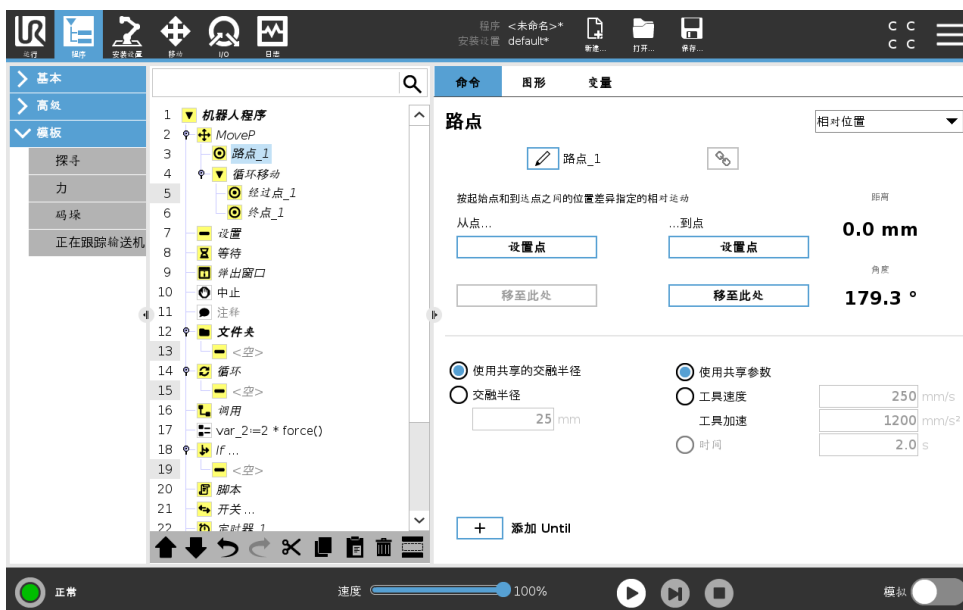 UR
运行 程序 安装设置 移动 I/O 日志
程序 <未命名>*
安装设置 default*
新建... 打开... 保存...
C C
C C
基本
高级
模板
探寻
力
码垛
正在跟踪输送机
1 机器人程序
2 MoveP
3 路点_1
4 循环移动
5 经过点_1
6 终点_1
7 设置
8 等待
9 弹出窗口
10 中止
11 注释
12 文件夹
13 <空>
14 循环
15 <空>
16 调用
17 var_2:=2 * force()
18 If ...
19 <空>
20 脚本
21 开关 ...
22 定时器_1
命令 图形 变量
路点
相对位置
路点_1
按起始点和到达点之间的位置差异指定的相对运动
从点... ...到点
设置点 设置点
移至此处 移至此处
距离
0.0 mm
角度
179.3 °
使用共享的交融半径
交融半径
25 mm
使用共享参数
工具速度 250 mm/s
工具加速 1200 mm/s²
时间 2.0 s
+ 添加 Until
正常
速度 100%
模拟